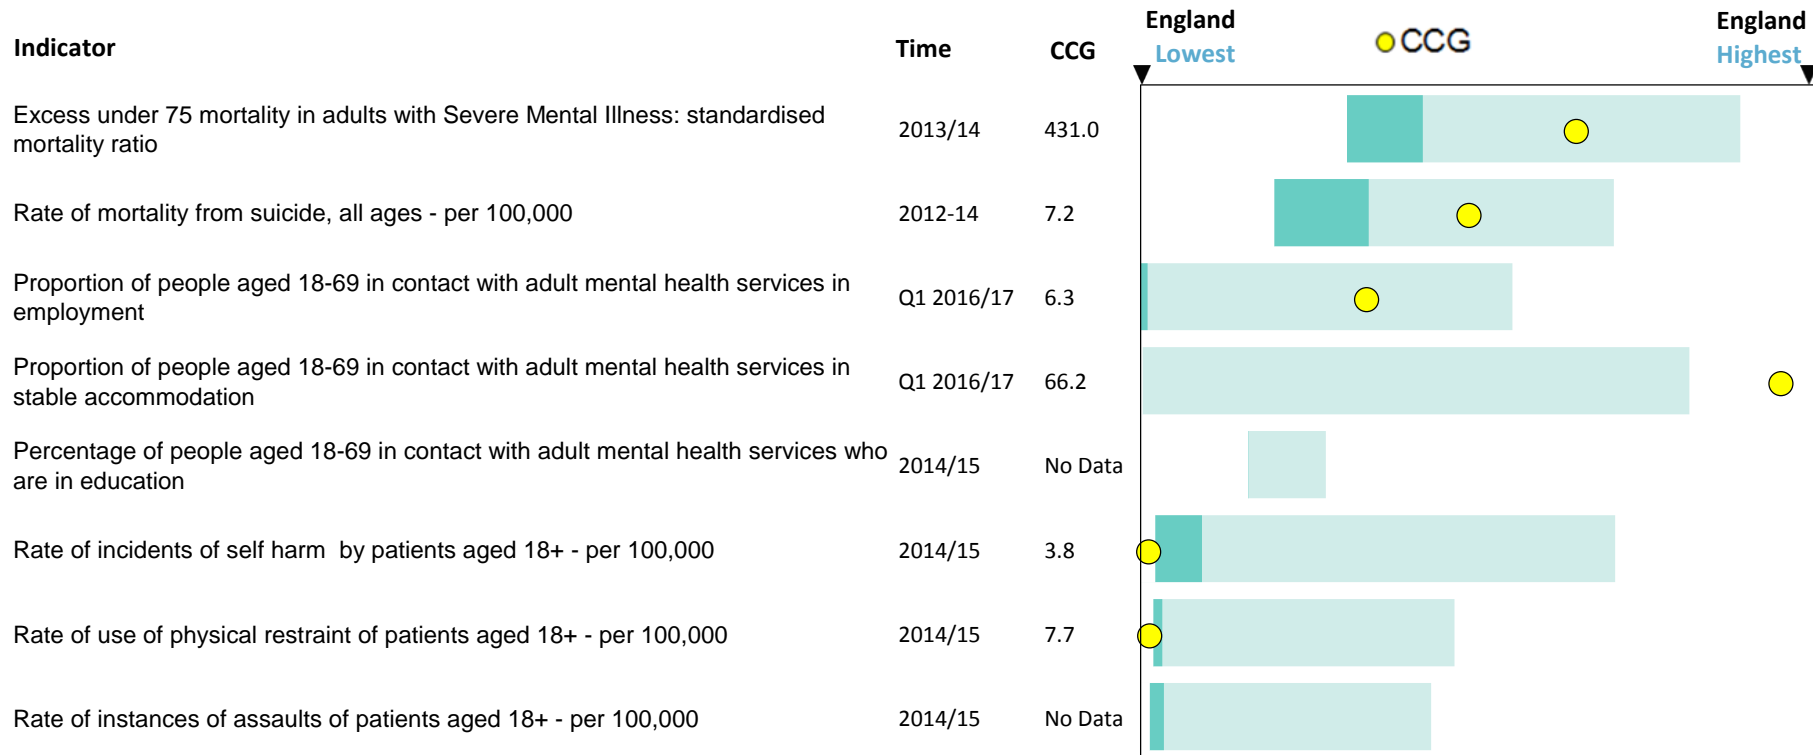 England England
Indicator Time CCG Lowest CCG Highest
Excess under 75 mortality in adults with Severe Mental Illness: standardised
mortality ratio
2013/14 431.0
Rate of mortality from suicide, all ages - per 100,000 2012-14 7.2
Proportion of people aged 18-69 in contact with adult mental health services in
employment
Q1 2016/17 6.3
Proportion of people aged 18-69 in contact with adult mental health services in
stable accommodation
Q1 2016/17 66.2
Percentage of people aged 18-69 in contact with adult mental health services who
are in education
2014/15 No Data
Rate of incidents of self harm  by patients aged 18+ - per 100,000 2014/15 3.8
Rate of use of physical restraint of patients aged 18+ - per 100,000 2014/15 7.7
Rate of instances of assaults of patients aged 18+ - per 100,000 2014/15 No Data